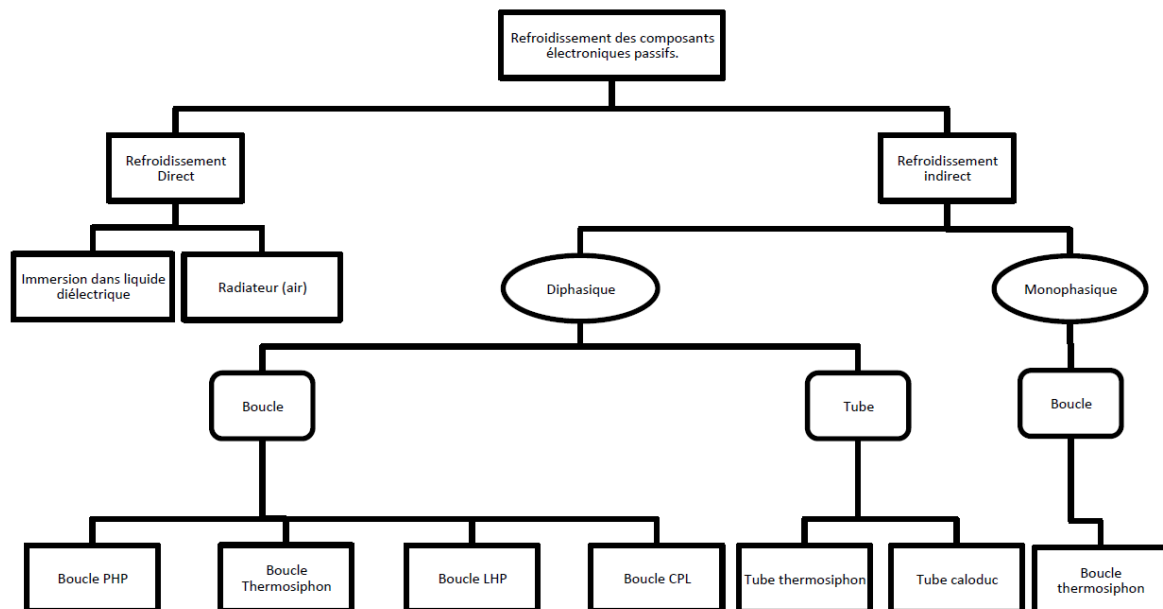 Refroidissement des composants
électroniques passifs.
Refroidissement
Direct
Refroidissement
indirect
Immersion dans liquide
diélectrique
Radiateur (air)
Diphasique
Monophasique
Boucle
Tube
Boucle
Boucle PHP
Boucle
Thermosiphon
Boucle LHP
Boucle CPL
Tube thermosiphon
Tube caloduc
Boucle
thermosiphon